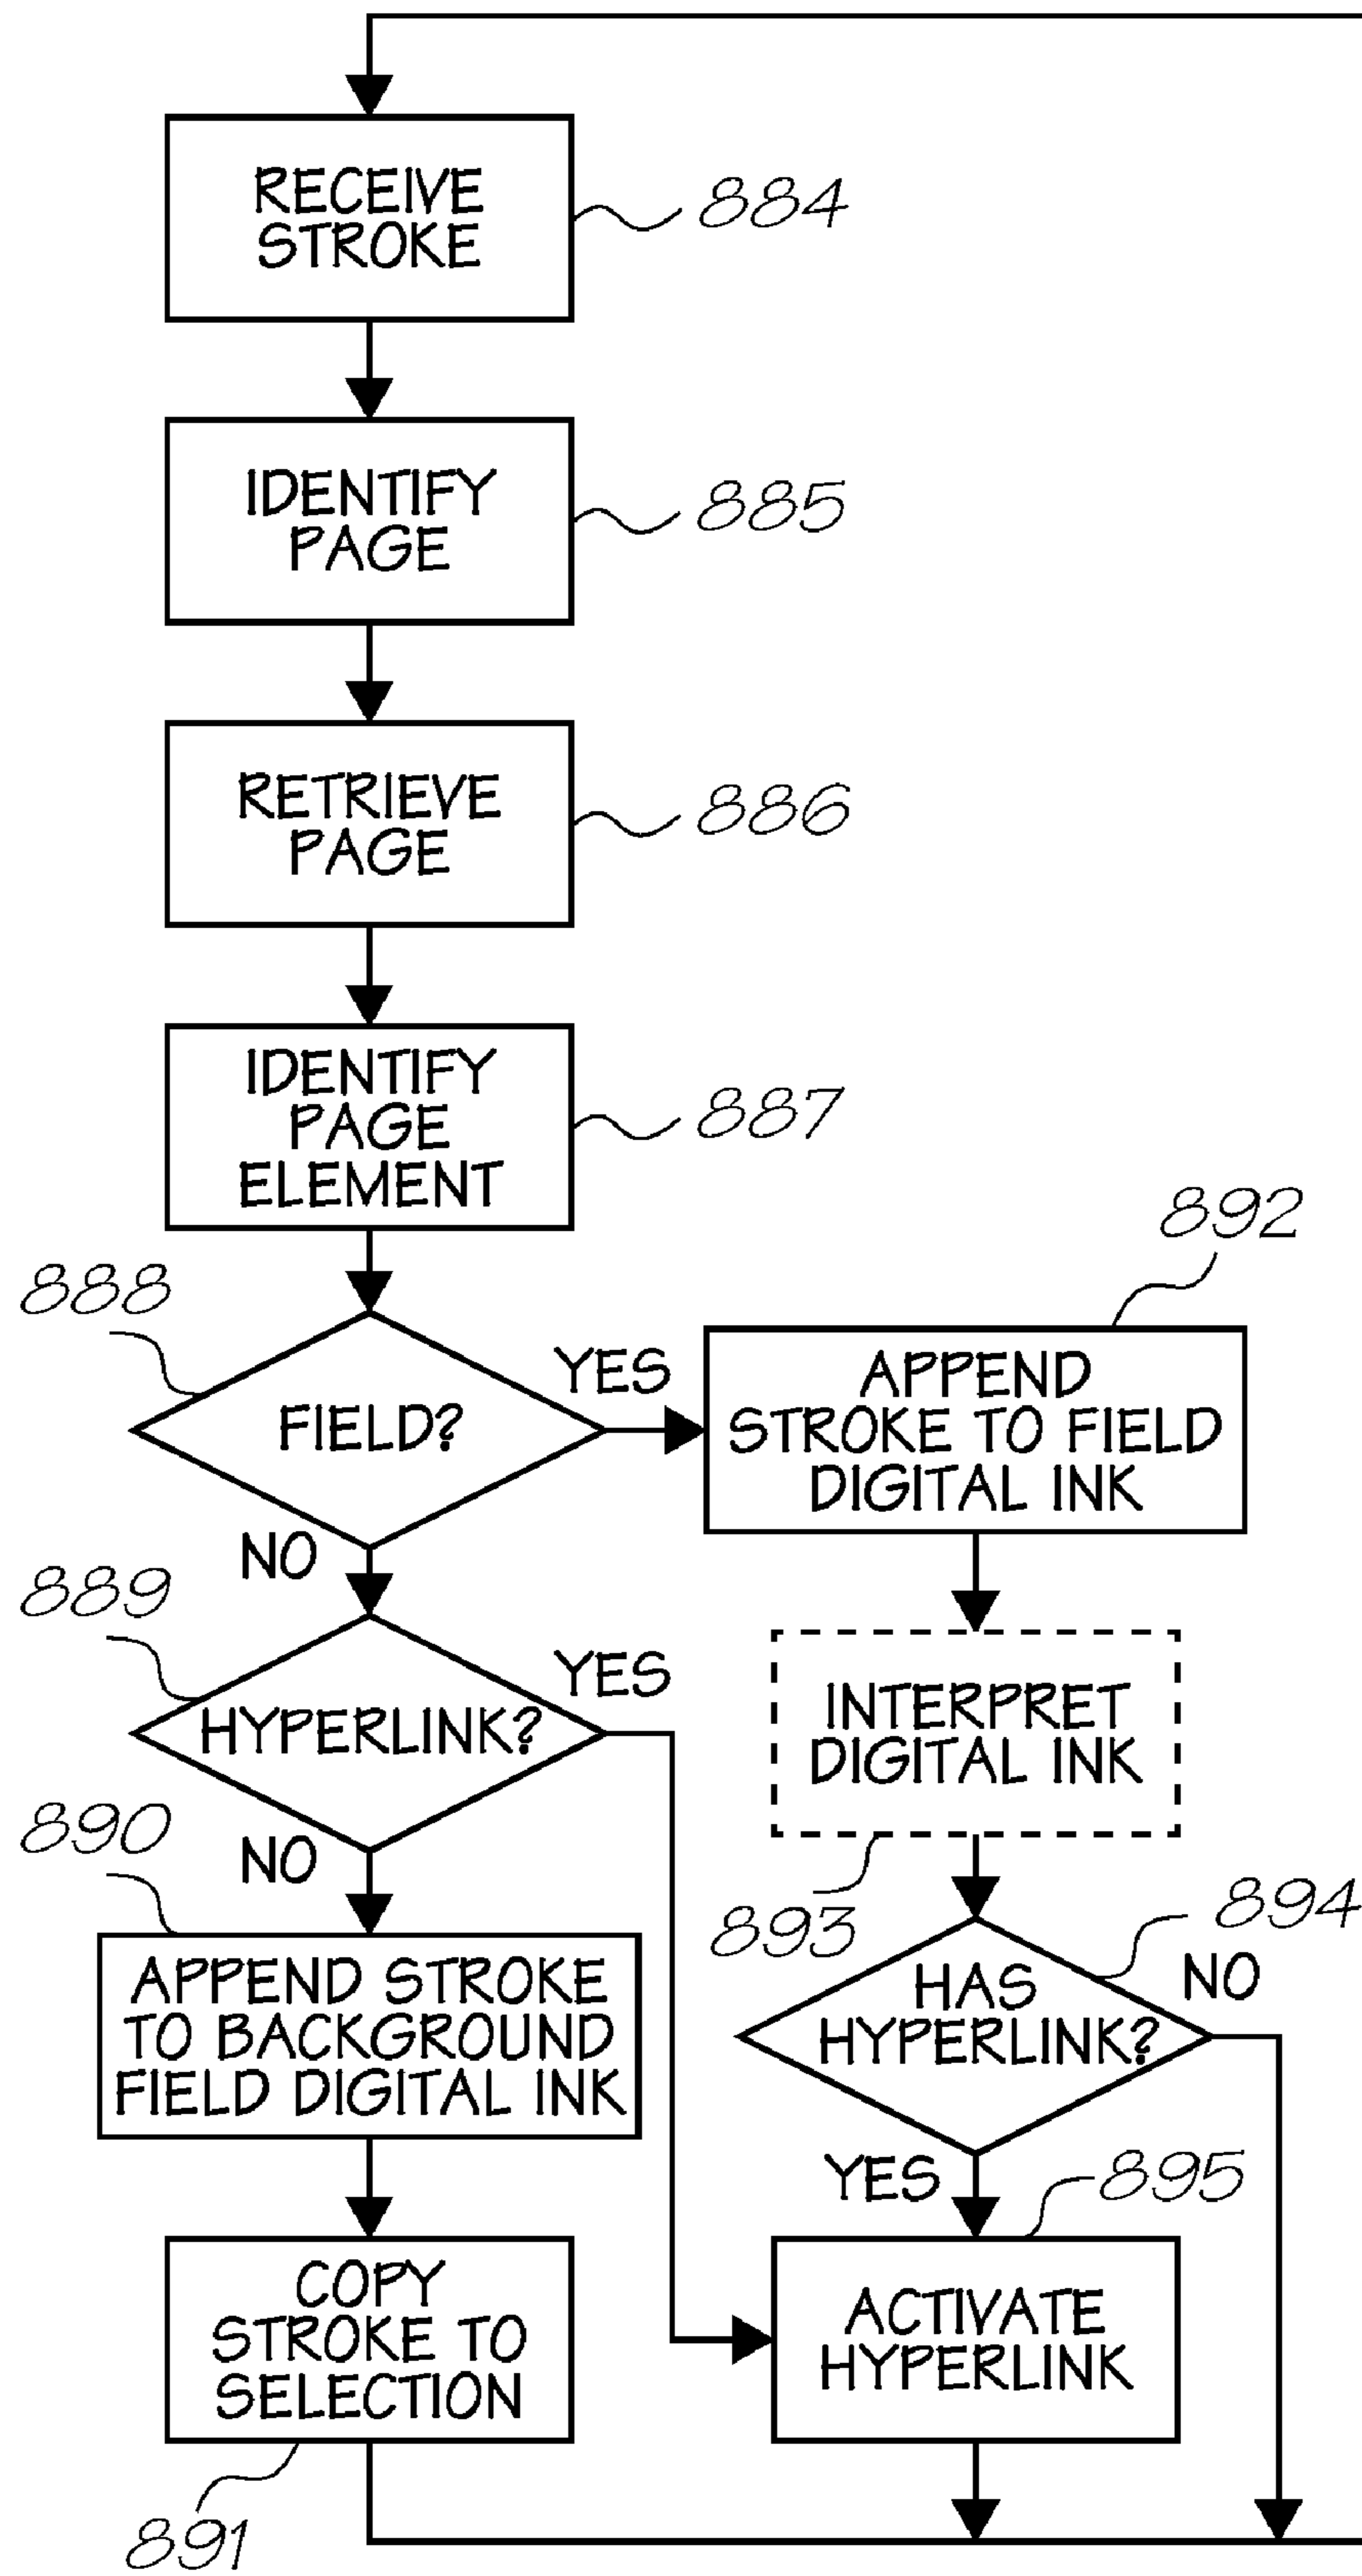 RECEIVE
STROKE
884
IDENTIFY
PAGE
885
RETRIEVE
PAGE
886
IDENTIFY
PAGE
ELEMENT
887
888
FIELD?
YES
NO
892
APPEND
STROKE TO FIELD
DIGITAL INK
889
HYPERLINK?
YES
NO
INTERPRET
DIGITAL INK
893
890
APPEND STROKE
TO BACKGROUND
FIELD DIGITAL INK
894
HAS
HYPERLINK?
NO
YES
895
COPY
STROKE TO
SELECTION
891
ACTIVATE
HYPERLINK